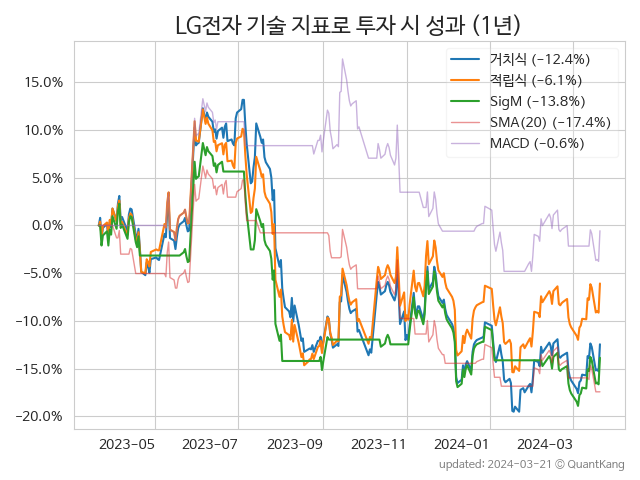 LG전자 기술 지표로 투자 시 성과 (1년)
거치식 (−12.4%)
적립식 (−6.1%)
SigM (−13.8%)
SMA(20) (−17.4%)
MACD (−0.6%)
15.0%
10.0%
5.0%
0.0%
−5.0%
−10.0%
−15.0%
−20.0%
2023-05 2023-07 2023-09 2023-11 2024-01 2024-03
updated: 2024-03-21 © QuantKang